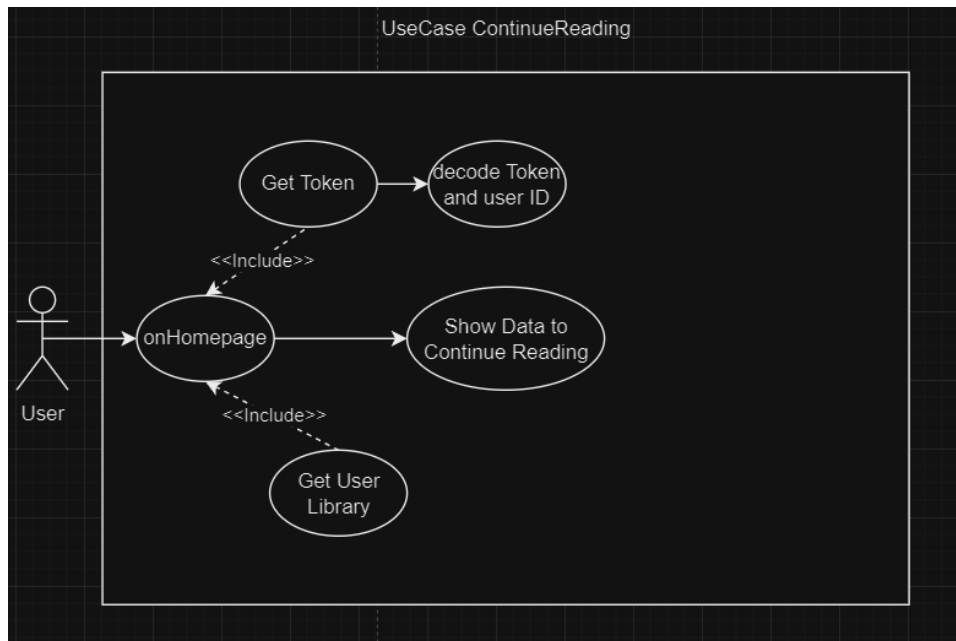 UseCase ContinueReading
Get Token
decode Token
and user ID
<<Include>>
onHomepage
Show Data to
Continue Reading
User
<<Include>>
Get User
Library